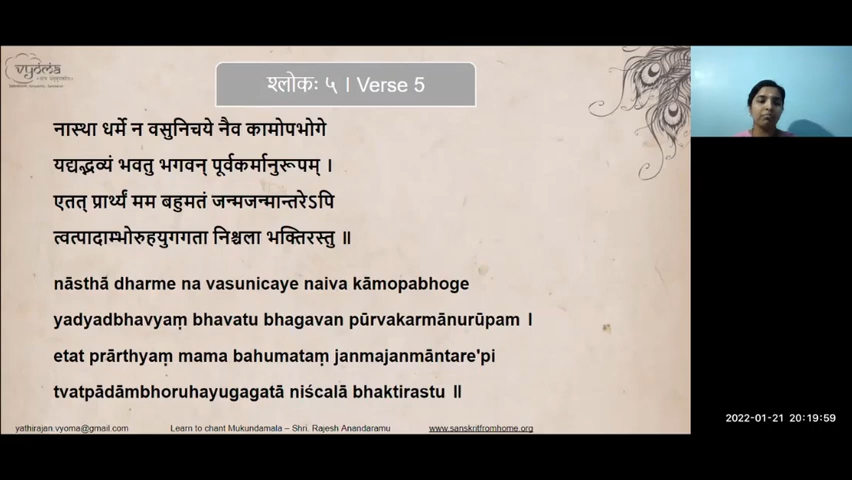 vyoma
श्लोकः ५ । Verse 5
नास्था धर्मे न वसुनिचये नैव कामोपभोगे
यद्यद्भव्यं भवतु भगवन् पूर्वकर्मानुरूपम् ।
एतत् प्रार्थ्यं मम बहुमतं जन्मजन्मान्तरेऽपि
त्वत्पादाम्भोरुहयुगगता निश्चला भक्तिरस्तु ॥
nāsthā dharme na vasunicaye naiva kāmopabhoge
yadyadbhavyaṃ bhavatu bhagavan pūrvakarmānurūpam ।
etat prārthyaṃ mama bahumataṃ janmajanmāntare'pi
tvatpādāmbhoruhayugagatā niścalā bhaktirastu ॥
yathirajan.vyoma@gmail.com Learn to chant Mukundamala – Shri. Rajesh Anandaramu www.sanskritfromhome.org
2022-01-21 20:19:59